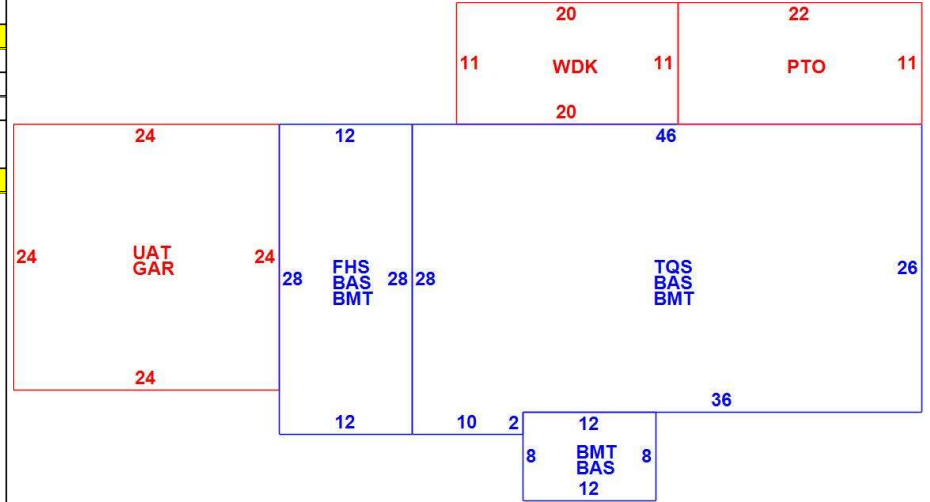 20 22
11 WDK 11 PTO 11
20
24 12 46
24 UAT 24 28 FHS 28 28 TQS 26
GAR BAS BAS
BMT BMT
24
36
12 10 2 12
8 BMT 8
BAS
12